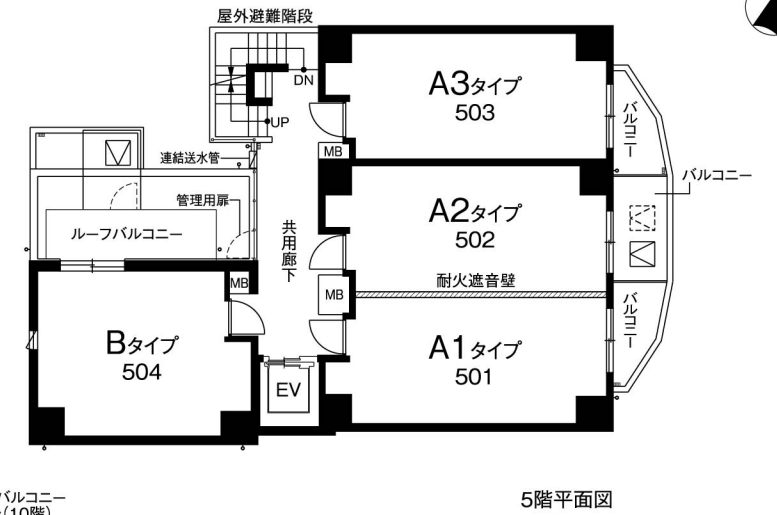 屋外避難階段
DN
UP
A3タイプ
503
バルコニー
MB
連結送水管
バルコニー
管理用扉
A2タイプ
502
ルーフバルコニー
共用廊下
耐火遮音壁
MB
MB
バルコニー
Bタイプ
504
A1タイプ
501
EV
バルコニー
(10階)
5階平面図